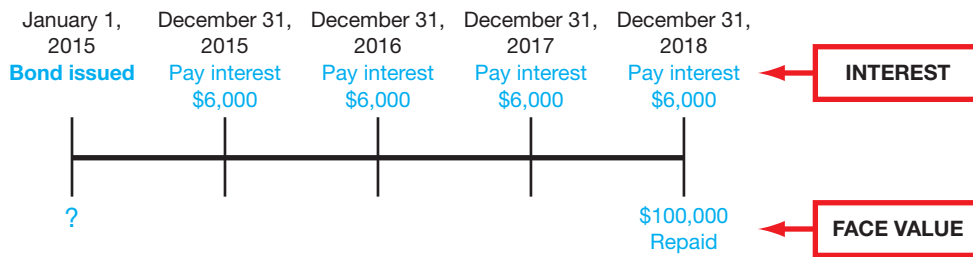 January 1,
2015
Bond issued
December 31,
2015
Pay interest
$6,000
December 31,
2016
Pay interest
$6,000
December 31,
2017
Pay interest
$6,000
December 31,
2018
Pay interest
$6,000
INTEREST
?
$100,000
Repaid
FACE VALUE